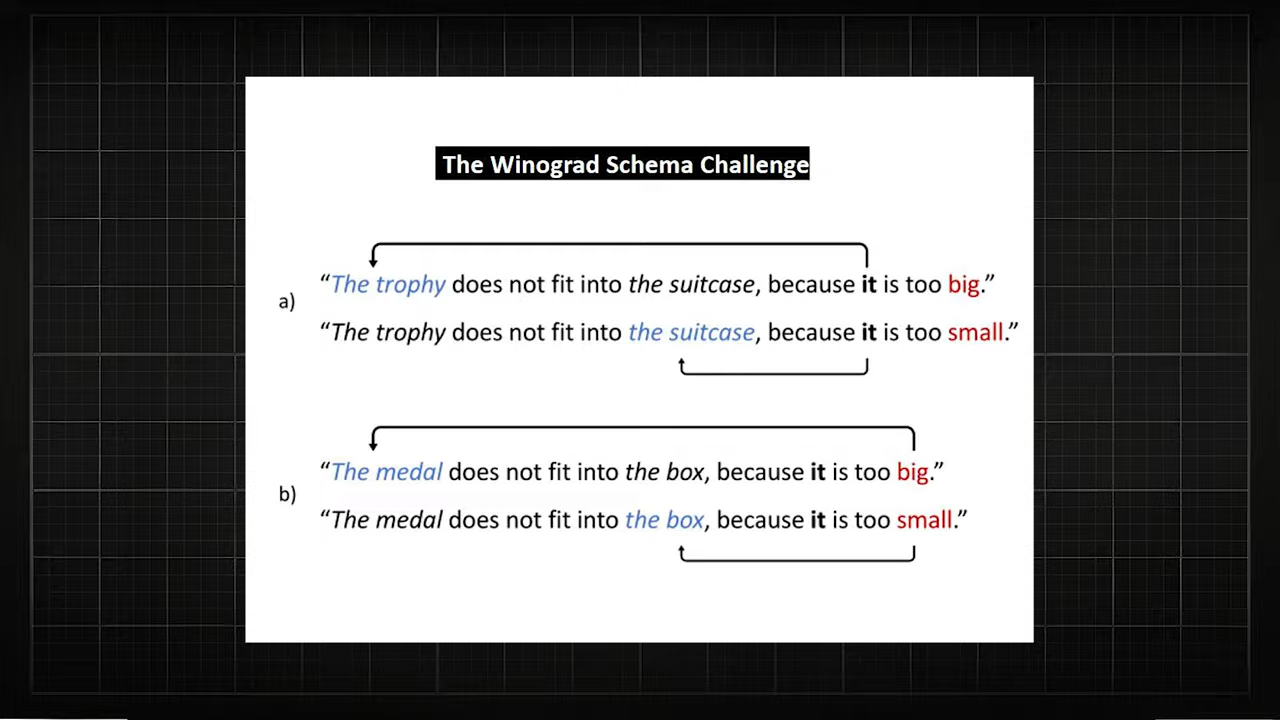 The Winograd Schema Challenge
a)
“The trophy does not fit into the suitcase, because it is too big.”
“The trophy does not fit into the suitcase, because it is too small.”
b)
“The medal does not fit into the box, because it is too big.”
“The medal does not fit into the box, because it is too small.”